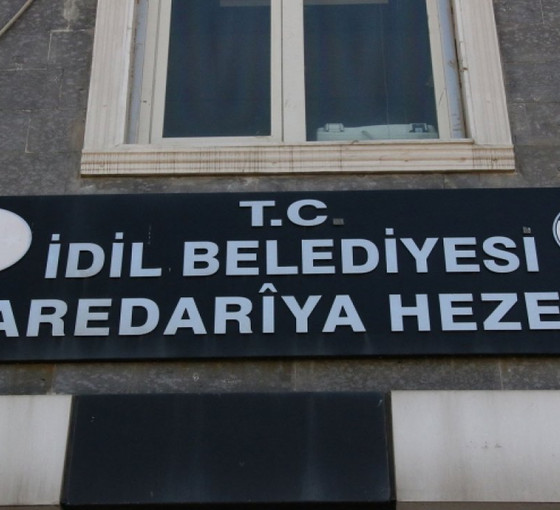 T.C.
İDİL BELEDİYESİ
AREDARÎYA HEZE